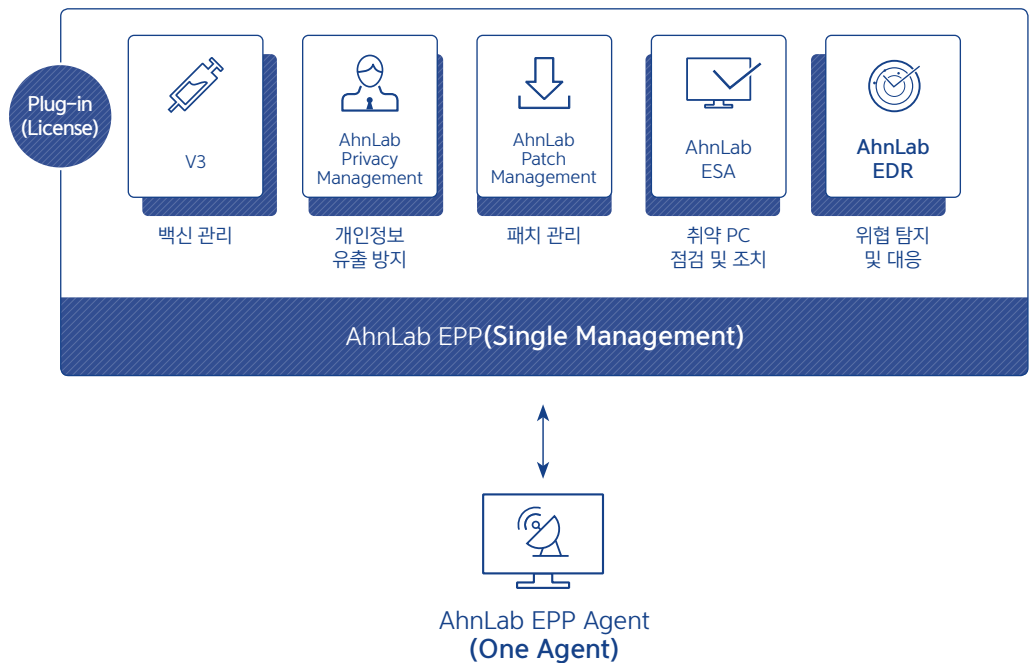 Plug-in
(License)
V3
AhnLab
Privacy
Management
AhnLab
Patch
Management
AhnLab
ESA
AhnLab
EDR
백신 관리
개인정보
유출 방지
패치 관리
취약 PC
점검 및 조치
위협 탐지
및 대응
AhnLab EPP(Single Management)
AhnLab EPP Agent
(One Agent)